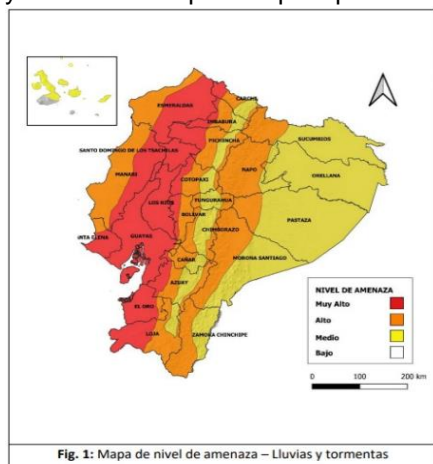 ESMERALDAS
CARCHI
IMBABURA
SANTO DOMINGO DE LOS TSACHILAS
PICHINCHA
SUCUMBIOS
MANABI
COTOPAXI
NAPO
ORELLANA
LOS RIOS
TUNGURAHUA
BOLIVAR
PASTAZA
GUAYAS
CHIMBORAZO
CAÑAR
MORONA SANTIAGO
AZUAY
EL ORO
LOJA
ZAMORA CHINCHIPE
NIVEL DE AMENAZA
Muy Alto
Alto
Medio
Bajo
0 100 200 km
Fig. 1: Mapa de nivel de amenaza – Lluvias y tormentas